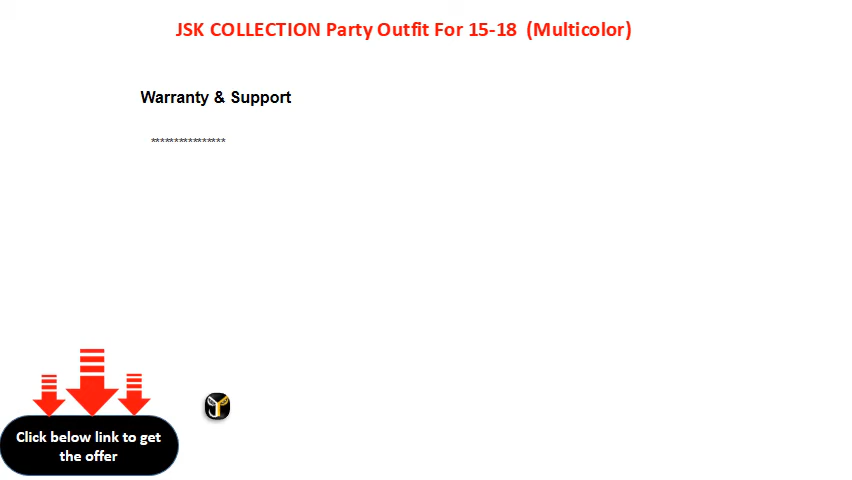 JSK COLLECTION Party Outfit For 15-18 (Multicolor)
Warranty & Support
****************
Click below link to get
the offer